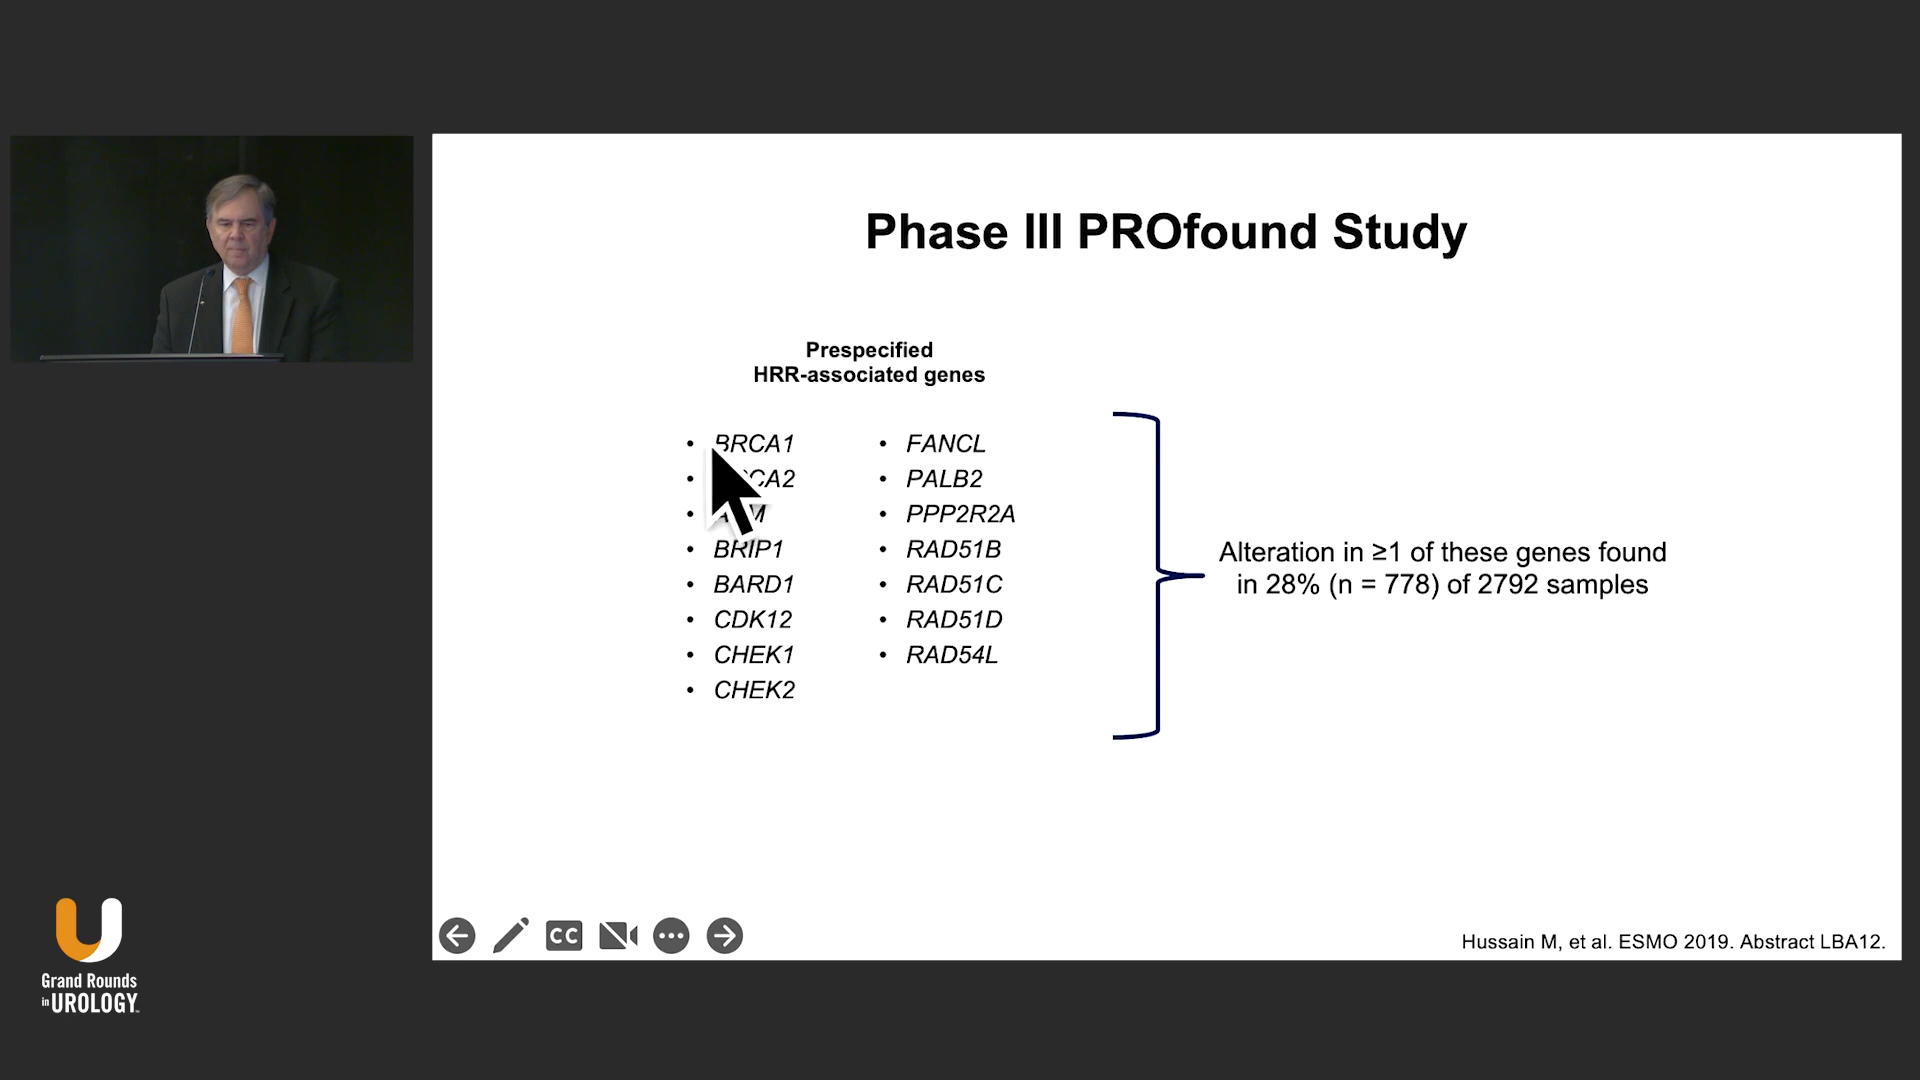 Phase III PROfound Study
Prespecified
HRR-associated genes
• BRCA1
• CA2
• M
• BRIP1
• BARD1
• CDK12
• CHEK1
• CHEK2
• FANCL
• PALB2
• PPP2R2A
• RAD51B
• RAD51C
• RAD51D
• RAD54L
Alteration in ≥1 of these genes found
in 28% (n = 778) of 2792 samples
CC
Hussain M, et al. ESMO 2019. Abstract LBA12.
Grand Rounds
in UROLOGY